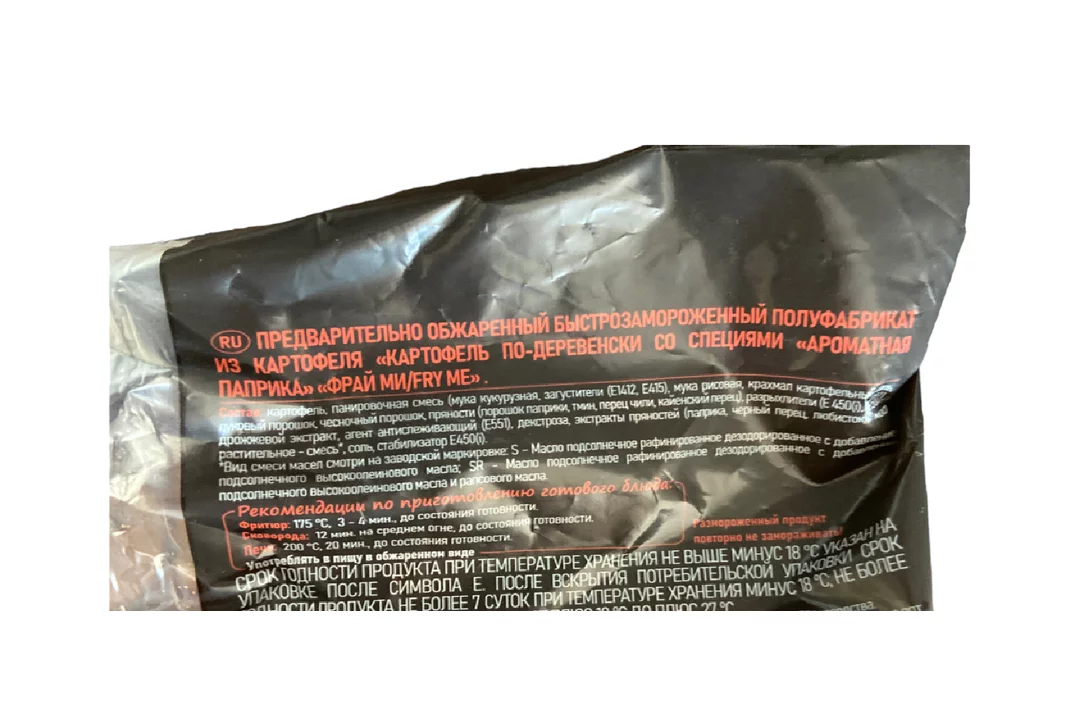 RU ПРЕДВАРИТЕЛЬНО ОБЖАРЕННЫЙ БЫСТРОЗАМОРОЖЕННЫЙ ПОЛУФАБРИКАТ
ИЗ КАРТОФЕЛЯ «КАРТОФЕЛЬ ПО-ДЕРЕВЕНСКИ СО СПЕЦИЯМИ «АРОМАТНАЯ
ПАПРИКА» «ФРАЙ МИ/FRY ME» .
Состав: картофель, панировочная смесь (мука кукурузная, загустители (Е1412, Е415), мука рисовая, крахмал картофельный,
луковый порошок, чесночный порошок, пряности (порошок паприки, тмин, перец чили, кайенский перец), разрыхлители (Е 450(i),
дрожжевой экстракт, агент антислеживающий (Е551), декстроза, экстракты пряностей (паприка, черный перец,
растительное – смесь*, соль, стабилизатор Е450(i).
*Вид смеси масел смотри на заводской маркировке: S – Масло подсолнечное рафинированное дезодорированное с
подсолнечного высокоолеинового масла; SR – Масло подсолнечное рафинированное дезодорированное с
подсолнечного высокоолеинового масла и рапсового масла.
Рекомендации по приготовлению готового блюда:
Фритюр: 175 °С, 3 – 4 мин., до состояния готовности.
Сковорода: 12 мин. на среднем огне, до состояния готовности.
Печь: 200 °С, 20 мин., до состояния готовности.
Употреблять в пищу в обжаренном виде
Размороженный продукт
повторно не замораживать!
СРОК ГОДНОСТИ ПРОДУКТА ПРИ ТЕМПЕРАТУРЕ ХРАНЕНИЯ НЕ ВЫШЕ МИНУС 18 °С УКАЗАН НА
УПАКОВКЕ ПОСЛЕ СИМВОЛА Е. ПОСЛЕ ВСКРЫТИЯ ПОТРЕБИТЕЛЬСКОЙ УПАКОВКИ СРОК
ГОДНОСТИ ПРОДУКТА НЕ БОЛЕЕ 7 СУТОК ПРИ ТЕМПЕРАТУРЕ ХРАНЕНИЯ МИНУС 18 °С, НЕ БОЛЕЕ